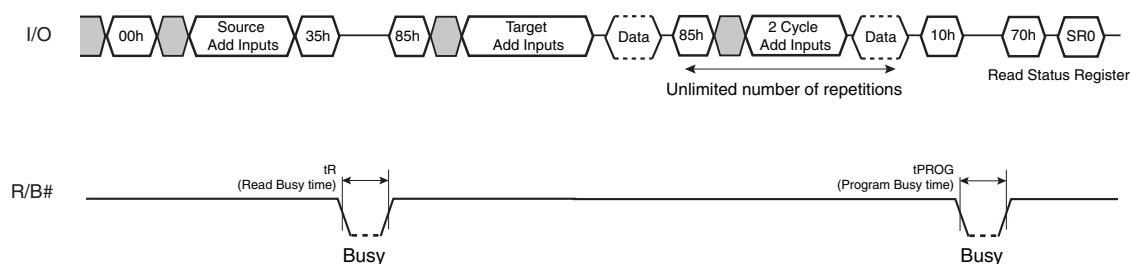 I/O
00h
Source
Add Inputs
35h
85h
Target
Add Inputs
Data
85h
2 Cycle
Add Inputs
Data
10h
70h
SR0
Unlimited number of repetitions
Read Status Register
R/B#
tR
(Read Busy time)
Busy
tPROG
(Program Busy time)
Busy